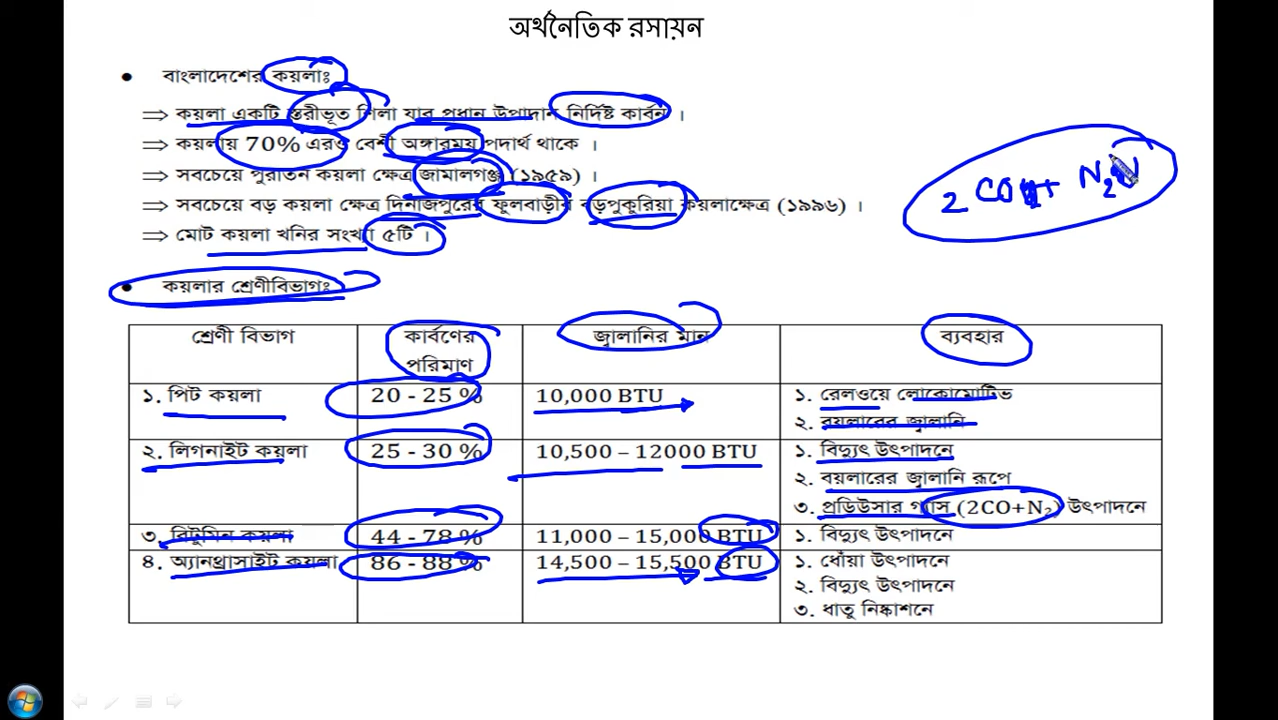 অর্থনৈতিক রসায়ন
• বাংলাদেশের কয়লাঃ
⇒ কয়লা একটি স্তরীভূত শিলা যার প্রধান উপাদান নির্দিষ্ট কার্বন ।
⇒ কয়লায় 70% এরও বেশী অঙ্গারময় পদার্থ থাকে ।
⇒ সবচেয়ে পুরাতন কয়লা ক্ষেত্র জামালগঞ্জ (১৯৫৯) ।
⇒ সবচেয়ে বড় কয়লা ক্ষেত্র দিনাজপুরের ফুলবাড়ীর বড়পুকুরিয়া কয়লাক্ষেত্র (১৯৯৬) ।
⇒ মোট কয়লা খনির সংখ্যা ৫টি ।
2 CO + N₂
• কয়লার শ্রেণীবিভাগঃ
শ্রেণী বিভাগ কার্বণের পরিমাণ জ্বালানির মান ব্যবহার
১. পিট কয়লা 20 - 25 % 10,000 BTU ১. রেলওয়ে লোকোমোটিভ
২. বয়লারের জ্বালানি
২. লিগনাইট কয়লা 25 - 30 % 10,500 – 12000 BTU ১. বিদ্যুৎ উৎপাদনে
২. বয়লারের জ্বালানি রূপে
৩. প্রডিউসার গ্যাস (2CO+N₂) উৎপাদনে
৩. বিটুমিন কয়লা 44 - 78 % 11,000 – 15,000 BTU ১. বিদ্যুৎ উৎপাদনে
৪. অ্যানথ্রাসাইট কয়লা 86 - 88 % 14,500 – 15,500 BTU ১. ধোঁয়া উৎপাদনে
২. বিদ্যুৎ উৎপাদনে
৩. ধাতু নিষ্কাশনে